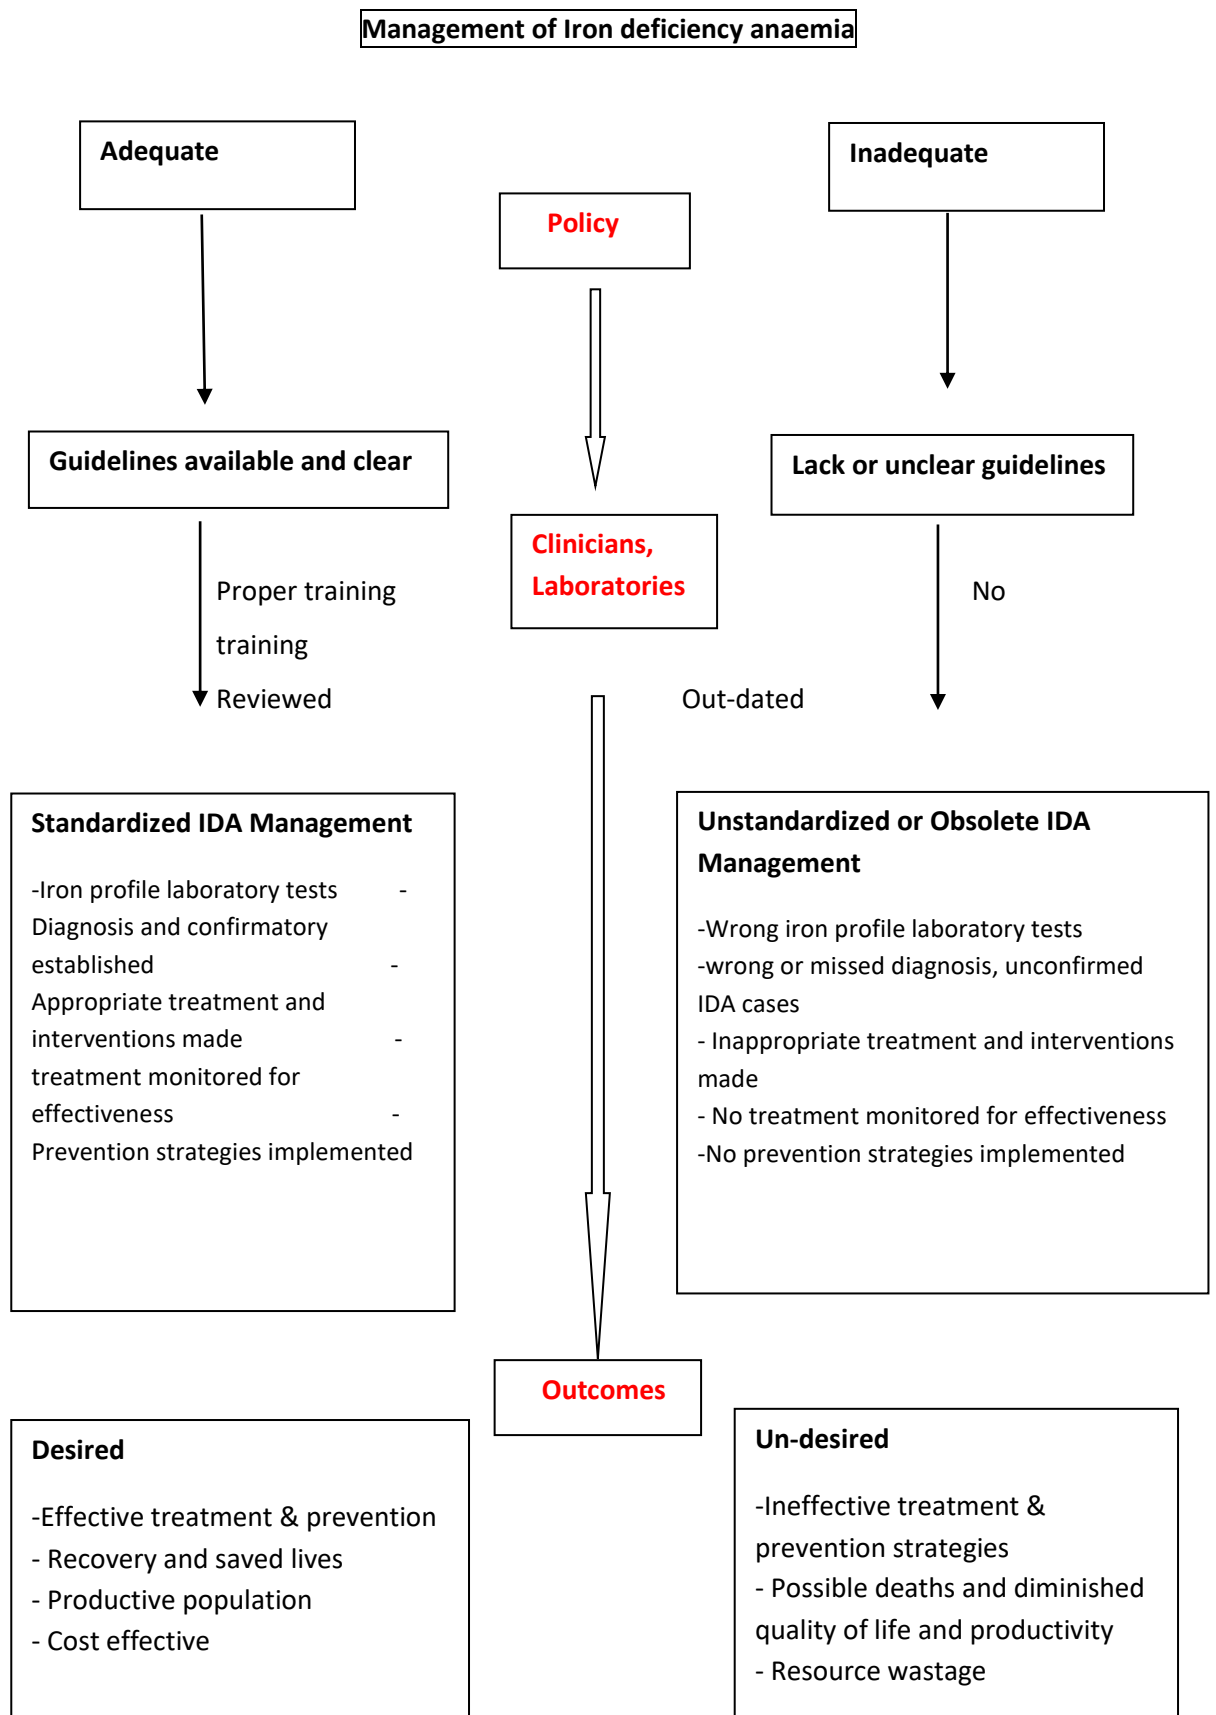 Management of Iron deficiency anaemia
Adequate
Inadequate
Policy
Guidelines available and clear
Lack or unclear guidelines
Clinicians,
Laboratories
Proper training
training
Reviewed
No
Out-dated
Standardized IDA Management
-Iron profile laboratory tests -
Diagnosis and confirmatory
established -
Appropriate treatment and
interventions made -
treatment monitored for
effectiveness -
Prevention strategies implemented
Unstandardized or Obsolete IDA
Management
-Wrong iron profile laboratory tests
-wrong or missed diagnosis, unconfirmed
IDA cases
- Inappropriate treatment and interventions
made
- No treatment monitored for effectiveness
-No prevention strategies implemented
Outcomes
Desired
-Effective treatment & prevention
- Recovery and saved lives
- Productive population
- Cost effective
Un-desired
-Ineffective treatment &
prevention strategies
- Possible deaths and diminished
quality of life and productivity
- Resource wastage